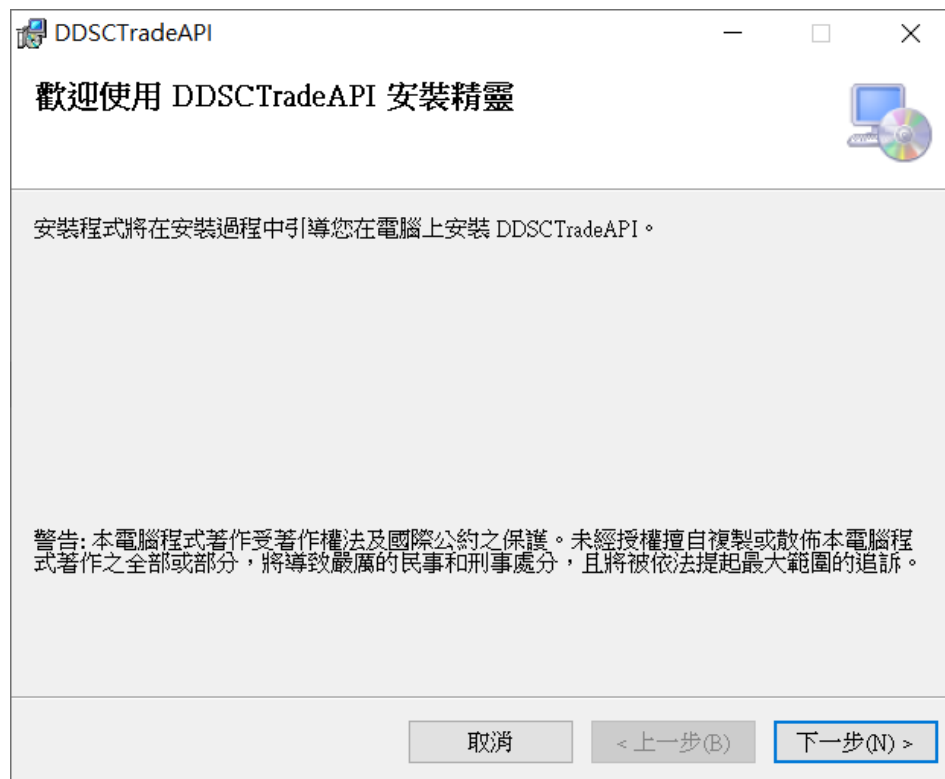 DDSCTradeAPI
歡迎使用 DDSCTradeAPI 安裝精靈
安裝程式將在安裝過程中引導您在電腦上安裝 DDSCTradeAPI。
警告: 本電腦程式著作受著作權法及國際公約之保護。未經授權擅自複製或散佈本電腦程
式著作之全部或部分，將導致嚴厲的民事和刑事處分，且將被依法提起最大範圍的追訴。
取消
< 上一步(B)
下一步(N) >